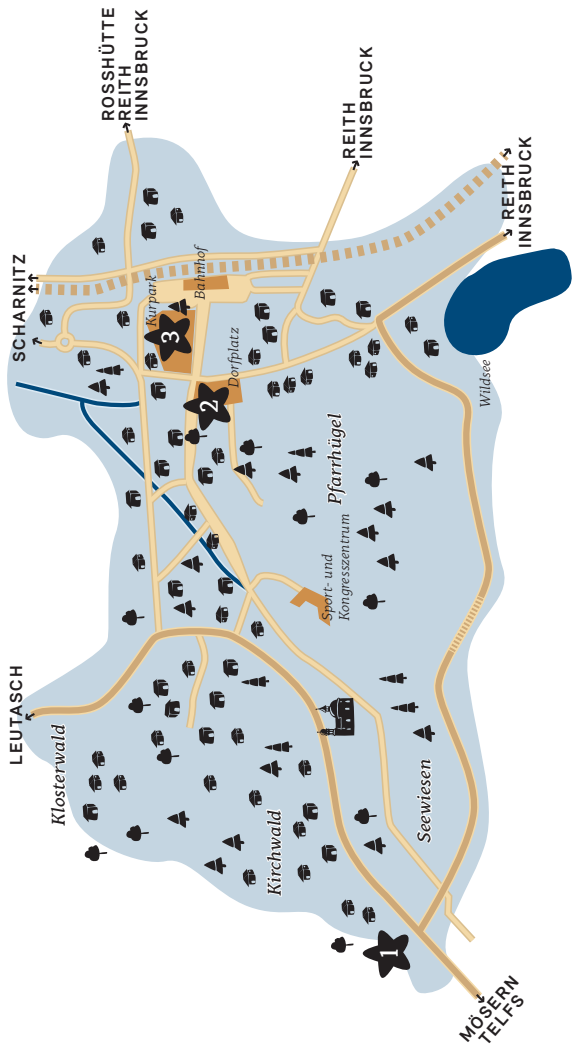 ROSSHÜTTE
REITH
INNSBRUCK
REITH
INNSBRUCK
REITH
INNSBRUCK
SCHARNITZ
Kurpark
Bahnhof
3
Dorfplatz
2
Wildsee
Pfarrhügel
Sport- und
Kongresszentrum
LEUTASCH
Klosterwald
Kirchwald
Seewiesen
1
MÖSERN
TELFS